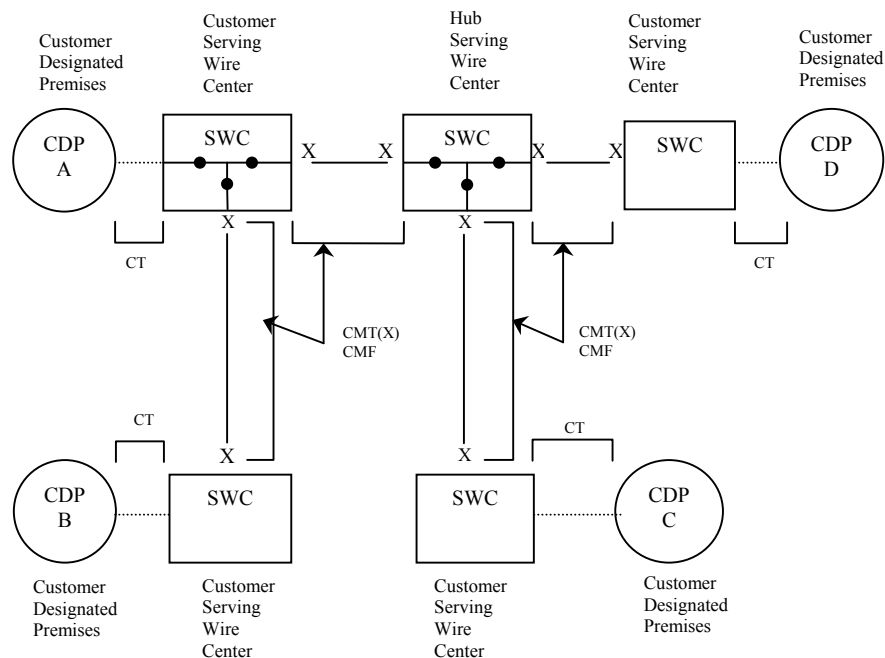 Customer
Designated
Premises
Customer
Serving
Wire
Center
Hub
Serving
Wire
Center
Customer
Serving
Wire
Center
Customer
Designated
Premises
CDP
A
SWC
X
X
SWC
X
X
SWC
CDP
D
CT
X
X
CT
CMT(X)
CMF
CMT(X)
CMF
CT
CT
X
X
CDP
B
SWC
SWC
CDP
C
Customer
Designated
Premises
Customer
Serving
Wire
Center
Customer
Serving
Wire
Center
Customer
Designated
Premises